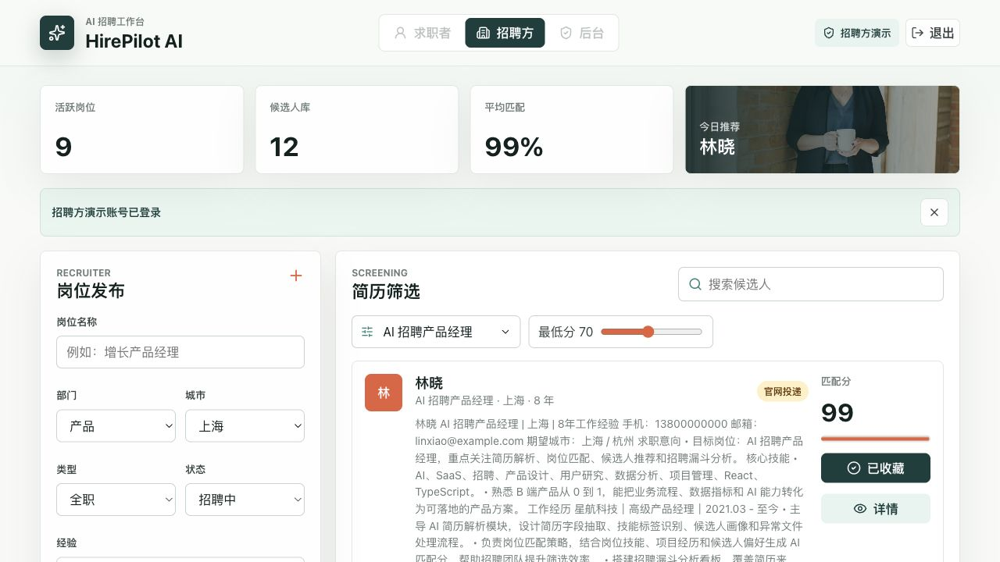 AI 招聘工作台
HirePilot AI
求职者
招聘方
后台
招聘方演示
退出
活跃岗位
9
候选人库
12
平均匹配
99%
今日推荐
林晓
招聘方演示账号已登录
RECRUITER
岗位发布
岗位名称
例如：增长产品经理
部门
城市
产品
上海
类型
状态
全职
招聘中
经验
SCREENING
简历筛选
搜索候选人
AI 招聘产品经理
最低分 70
林
林晓
AI 招聘产品经理 · 上海 · 8 年
官网投递
林晓 AI 招聘产品经理 | 上海 | 8年工作经验 手机：13800000000 邮箱：
linxiao@example.com 期望城市：上海 / 杭州 求职意向 • 目标岗位：AI 招聘产品
经理，重点关注简历解析、岗位匹配、候选人推荐和招聘漏斗分析。 核心技能 •
AI、SaaS、招聘、产品设计、用户研究、数据分析、项目管理、React、
TypeScript。 • 熟悉 B 端产品从 0 到 1，能把业务流程、数据指标和 AI 能力转化
为可落地的产品方案。 工作经历 星航科技｜高级产品经理｜2021.03 - 至今 • 主
导 AI 简历解析模块，设计简历字段抽取、技能标签识别、候选人画像和异常文件
处理流程。 • 负责岗位匹配策略，结合岗位技能、项目经历和候选人偏好生成 AI
匹配分，帮助招聘团队提升筛选效率。 • 搭建招聘漏斗分析看板，覆盖简历来
匹配分
99
已收藏
详情